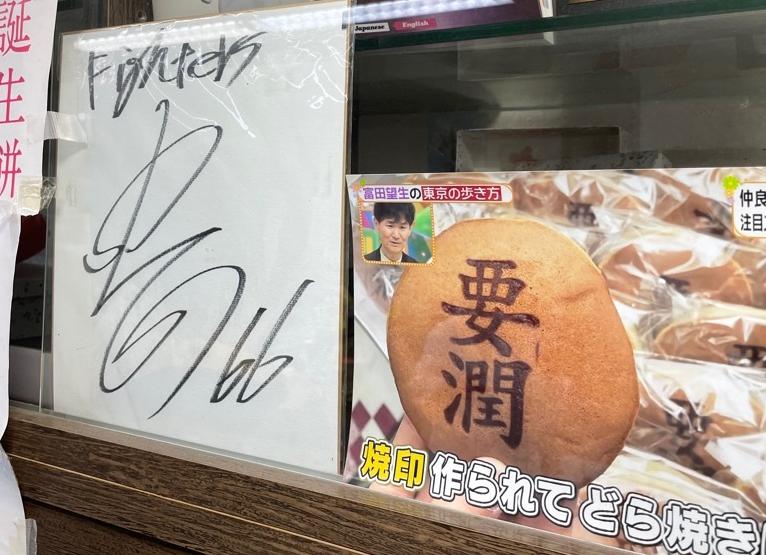 誕生餅
Fighters
66
Japanese English
富田望生の東京の歩き方
仲良
注目
要潤
焼印 作られて どら焼き